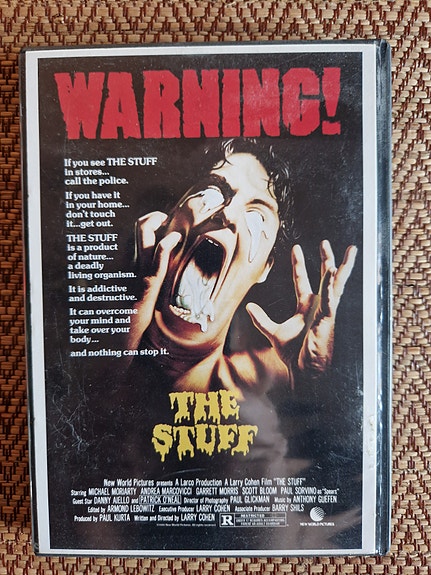 WARNING!
If you see THE STUFF
in stores...
call the police.
If you have it
in your home...
don't touch
it...get out.
THE STUFF
is a product
of nature...
a deadly
living organism.
It is addictive
and destructive.
It can overcome
your mind and
take over your
body...
and nothing can stop it.
THE
STUFF
New World Pictures presents A Larco Production A Larry Cohen Film "THE STUFF"
Starring MICHAEL MORIARTY ANDREA MARCOVICCI GARRETT MORRIS SCOTT BLOOM PAUL SORVINO as "Spears"
Guest Star DANNY AIELLO and PATRICK O'NEAL Director of Photography PAUL GLICKMAN Music by ANTHONY GUEFEN
Edited by ARMOND LEBOWITZ Executive Producer LARRY COHEN Associate Producer BARRY SHILS
Produced by PAUL KURTA Written and Directed by LARRY COHEN
R RESTRICTED
NEW WORLD PICTURES